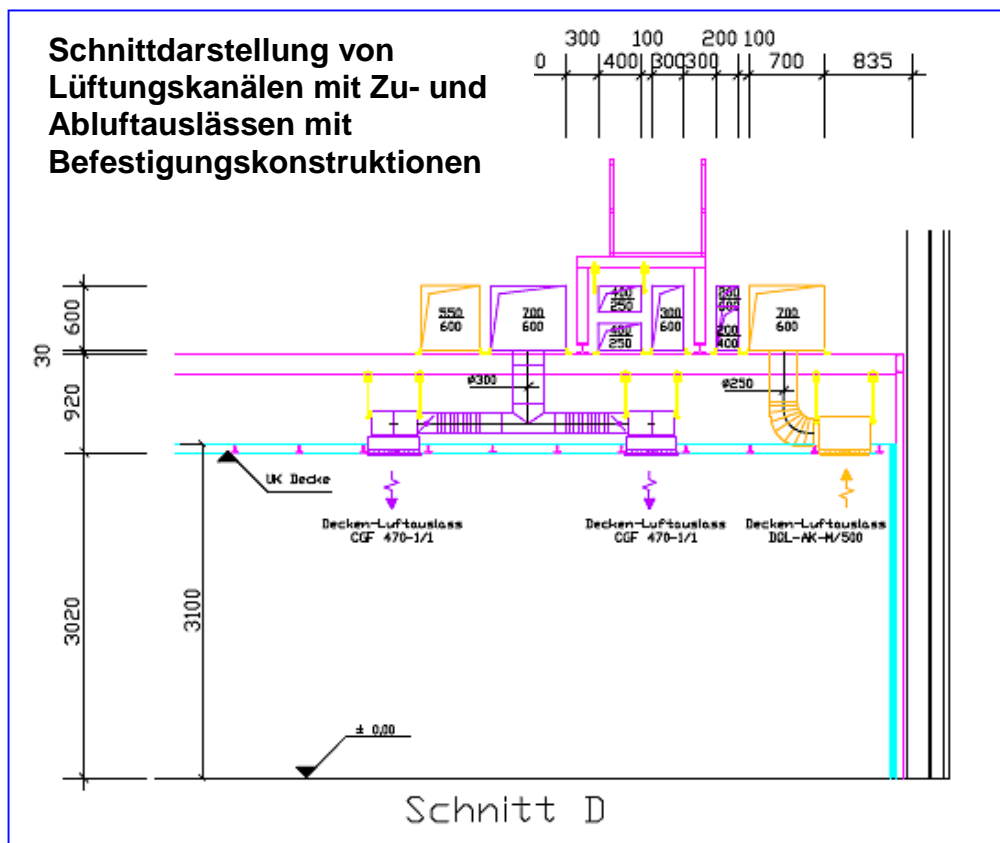 Schnittdarstellung von
Lüftungskanälen mit Zu- und
Abluftauslässen mit
Befestigungskonstruktionen
300 100 200 100
0 400 300 300 700 835
600
30
920
3020
3100
550
600
700
600
400
250
400
250
300
600
200
400
700
600
ø300
ø250
UK Decke
Decken-Luftauslass
CGF 470-1/1
Decken-Luftauslass
CGF 470-1/1
Decken-Luftauslass
DGL-AK-M/500
± 0,00
Schnitt D